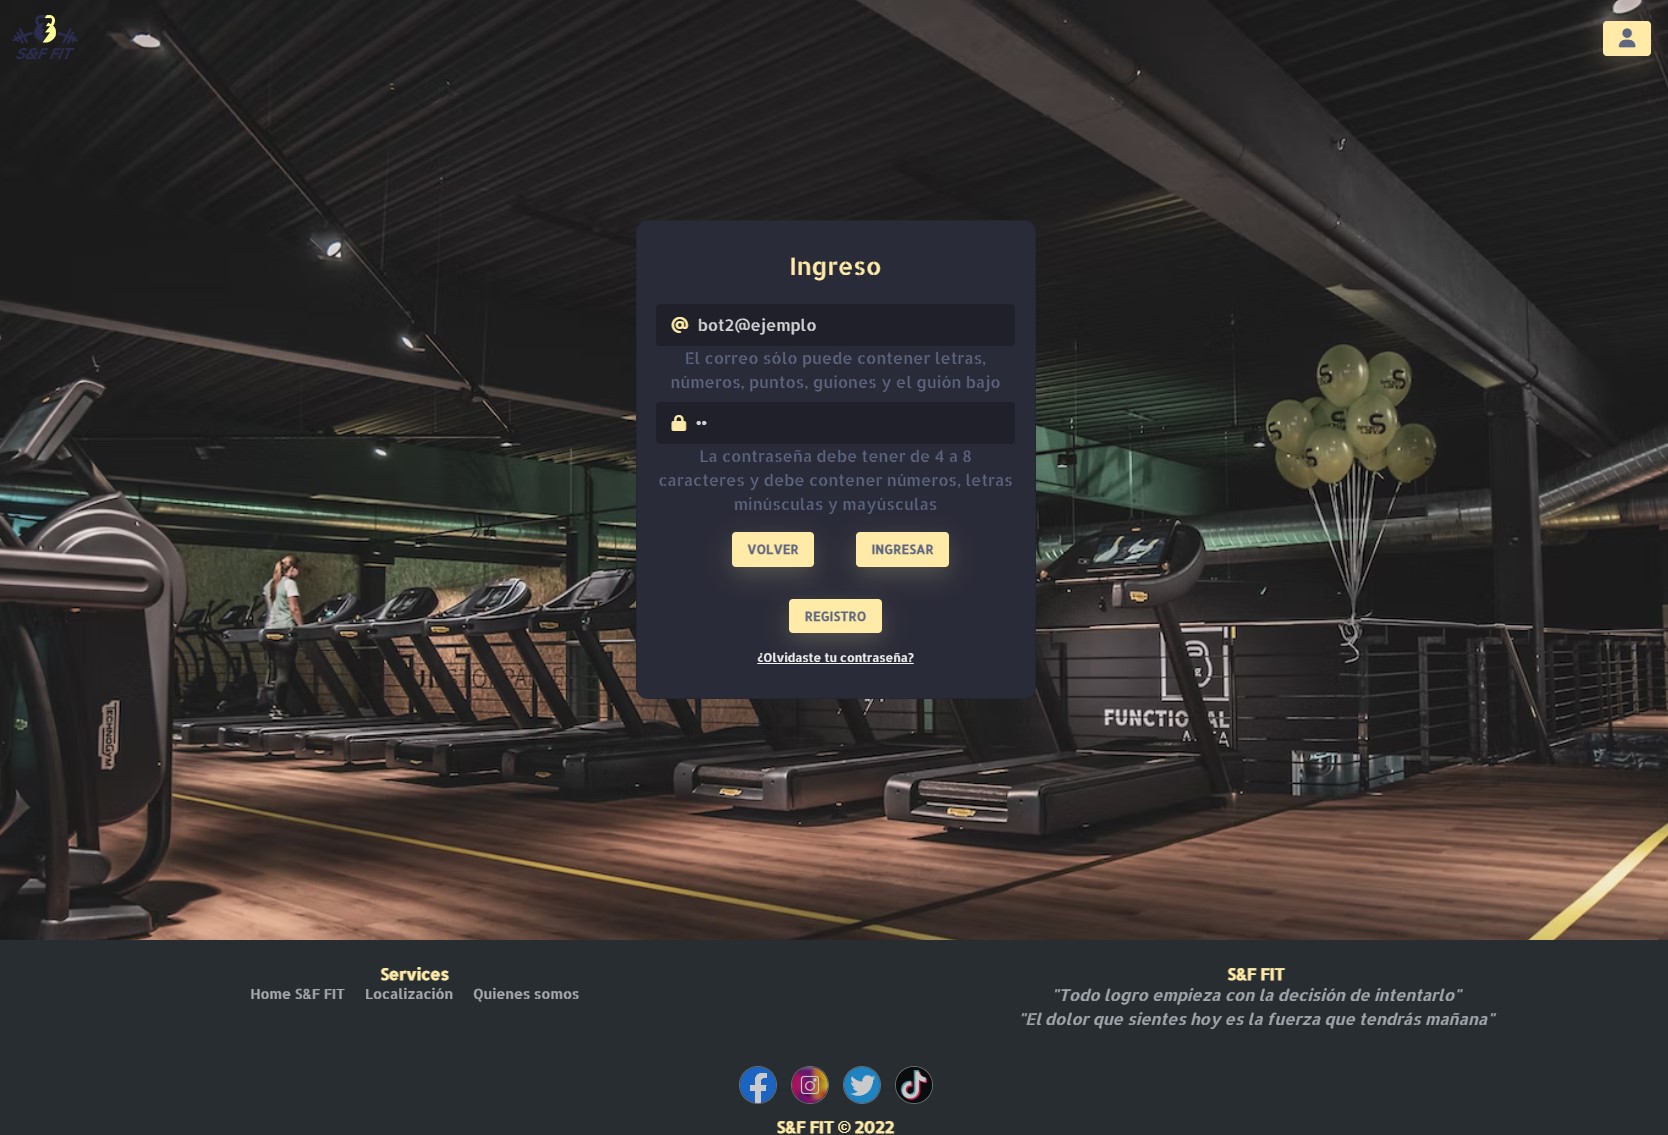 S&F FIT
Ingreso
bot2@ejemplo
El correo sólo puede contener letras,
números, puntos, guiones y el guión bajo
••
La contraseña debe tener de 4 a 8
caracteres y debe contener números, letras
minúsculas y mayúsculas
VOLVER
INGRESAR
REGISTRO
¿Olvidaste tu contraseña?
TECHNOGYM
FUNCTIONAL
AREA
Services
Home S&F FIT
Localización
Quienes somos
S&F FIT
"Todo logro empieza con la decisión de intentarlo"
"El dolor que sientes hoy es la fuerza que tendrás mañana"
S&F FIT © 2022